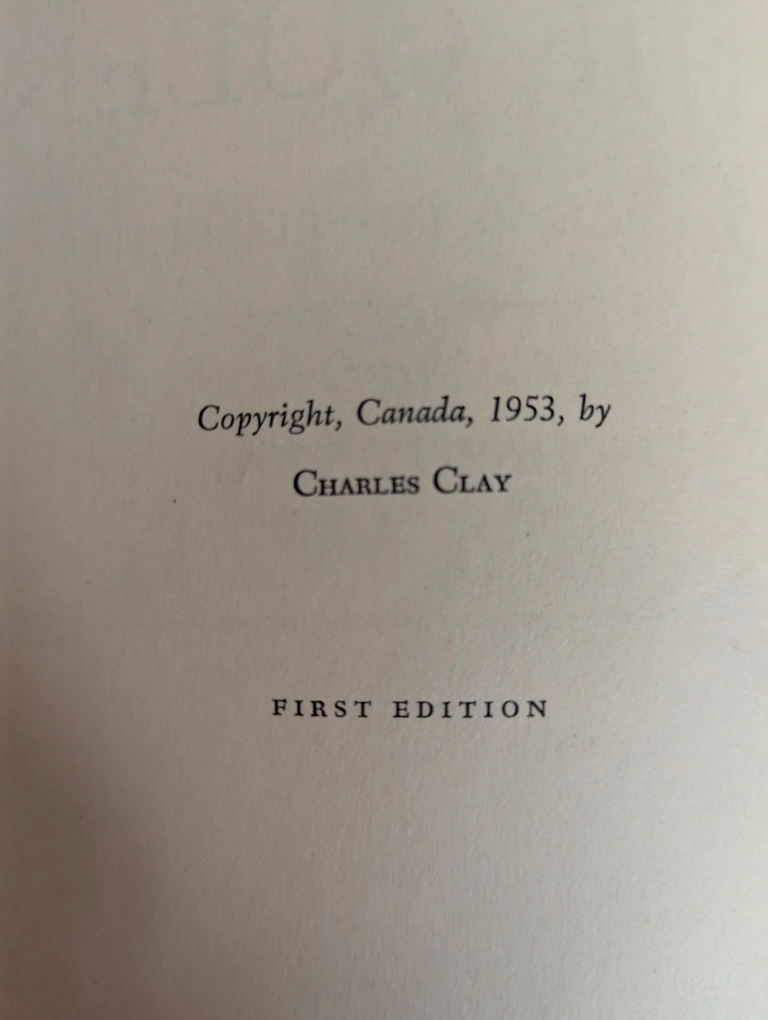 Copyright, Canada, 1953, by
CHARLES CLAY
FIRST EDITION